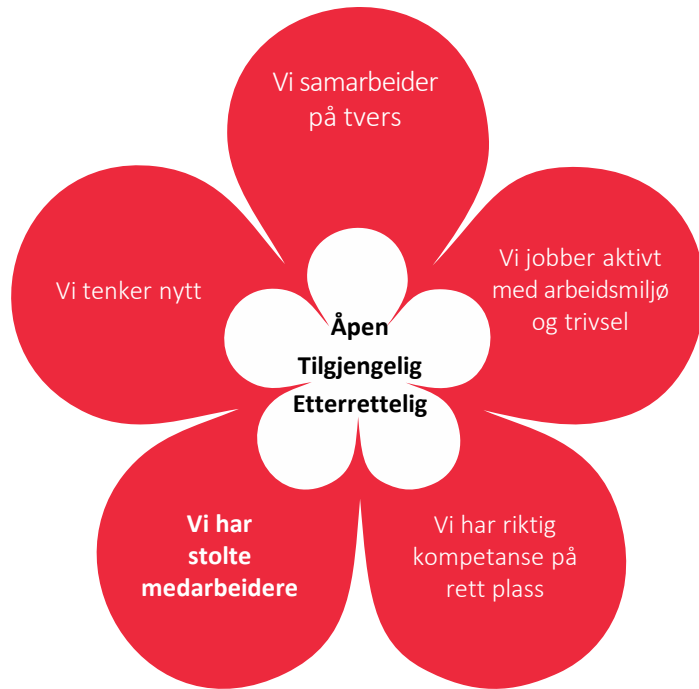 Vi samarbeider
på tvers
Vi jobber aktivt
med arbeidsmiljø
og trivsel
Vi tenker nytt
Åpen
Tilgjengelig
Etterrettelig
Vi har
stolte
medarbeidere
Vi har riktig
kompetanse på
rett plass